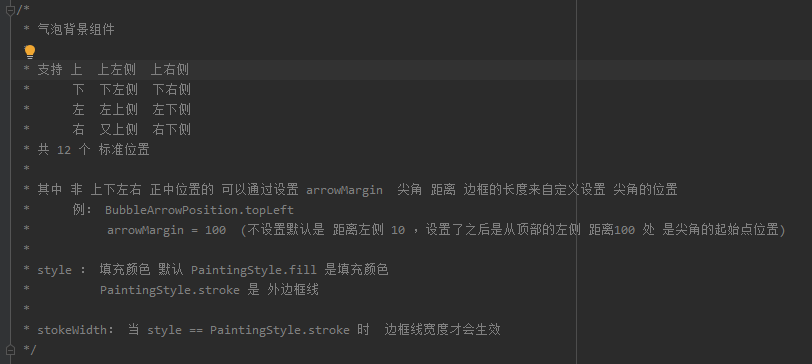 /*
* 气泡背景组件
*
* 支持 上 上左侧 上右侧
* 下 下左侧 下右侧
* 左 左上侧 左下侧
* 右 又上侧 右下侧
* 共 12 个 标准位置
*
* 其中 非 上下左右 正中位置的 可以通过设置 arrowMargin 尖角 距离 边框的长度来自定义设置 尖角的位置
* 例: BubbleArrowPosition.topLeft
* arrowMargin = 100 (不设置默认是 距离左侧 10 ,设置了之后是从顶部的左侧 距离100 处 是尖角的起始点位置)
*
* style : 填充颜色 默认 PaintingStyle.fill 是填充颜色
* PaintingStyle.stroke 是 外边框线
*
* stokeWidth: 当 style == PaintingStyle.stroke 时 边框线宽度才会生效
*/